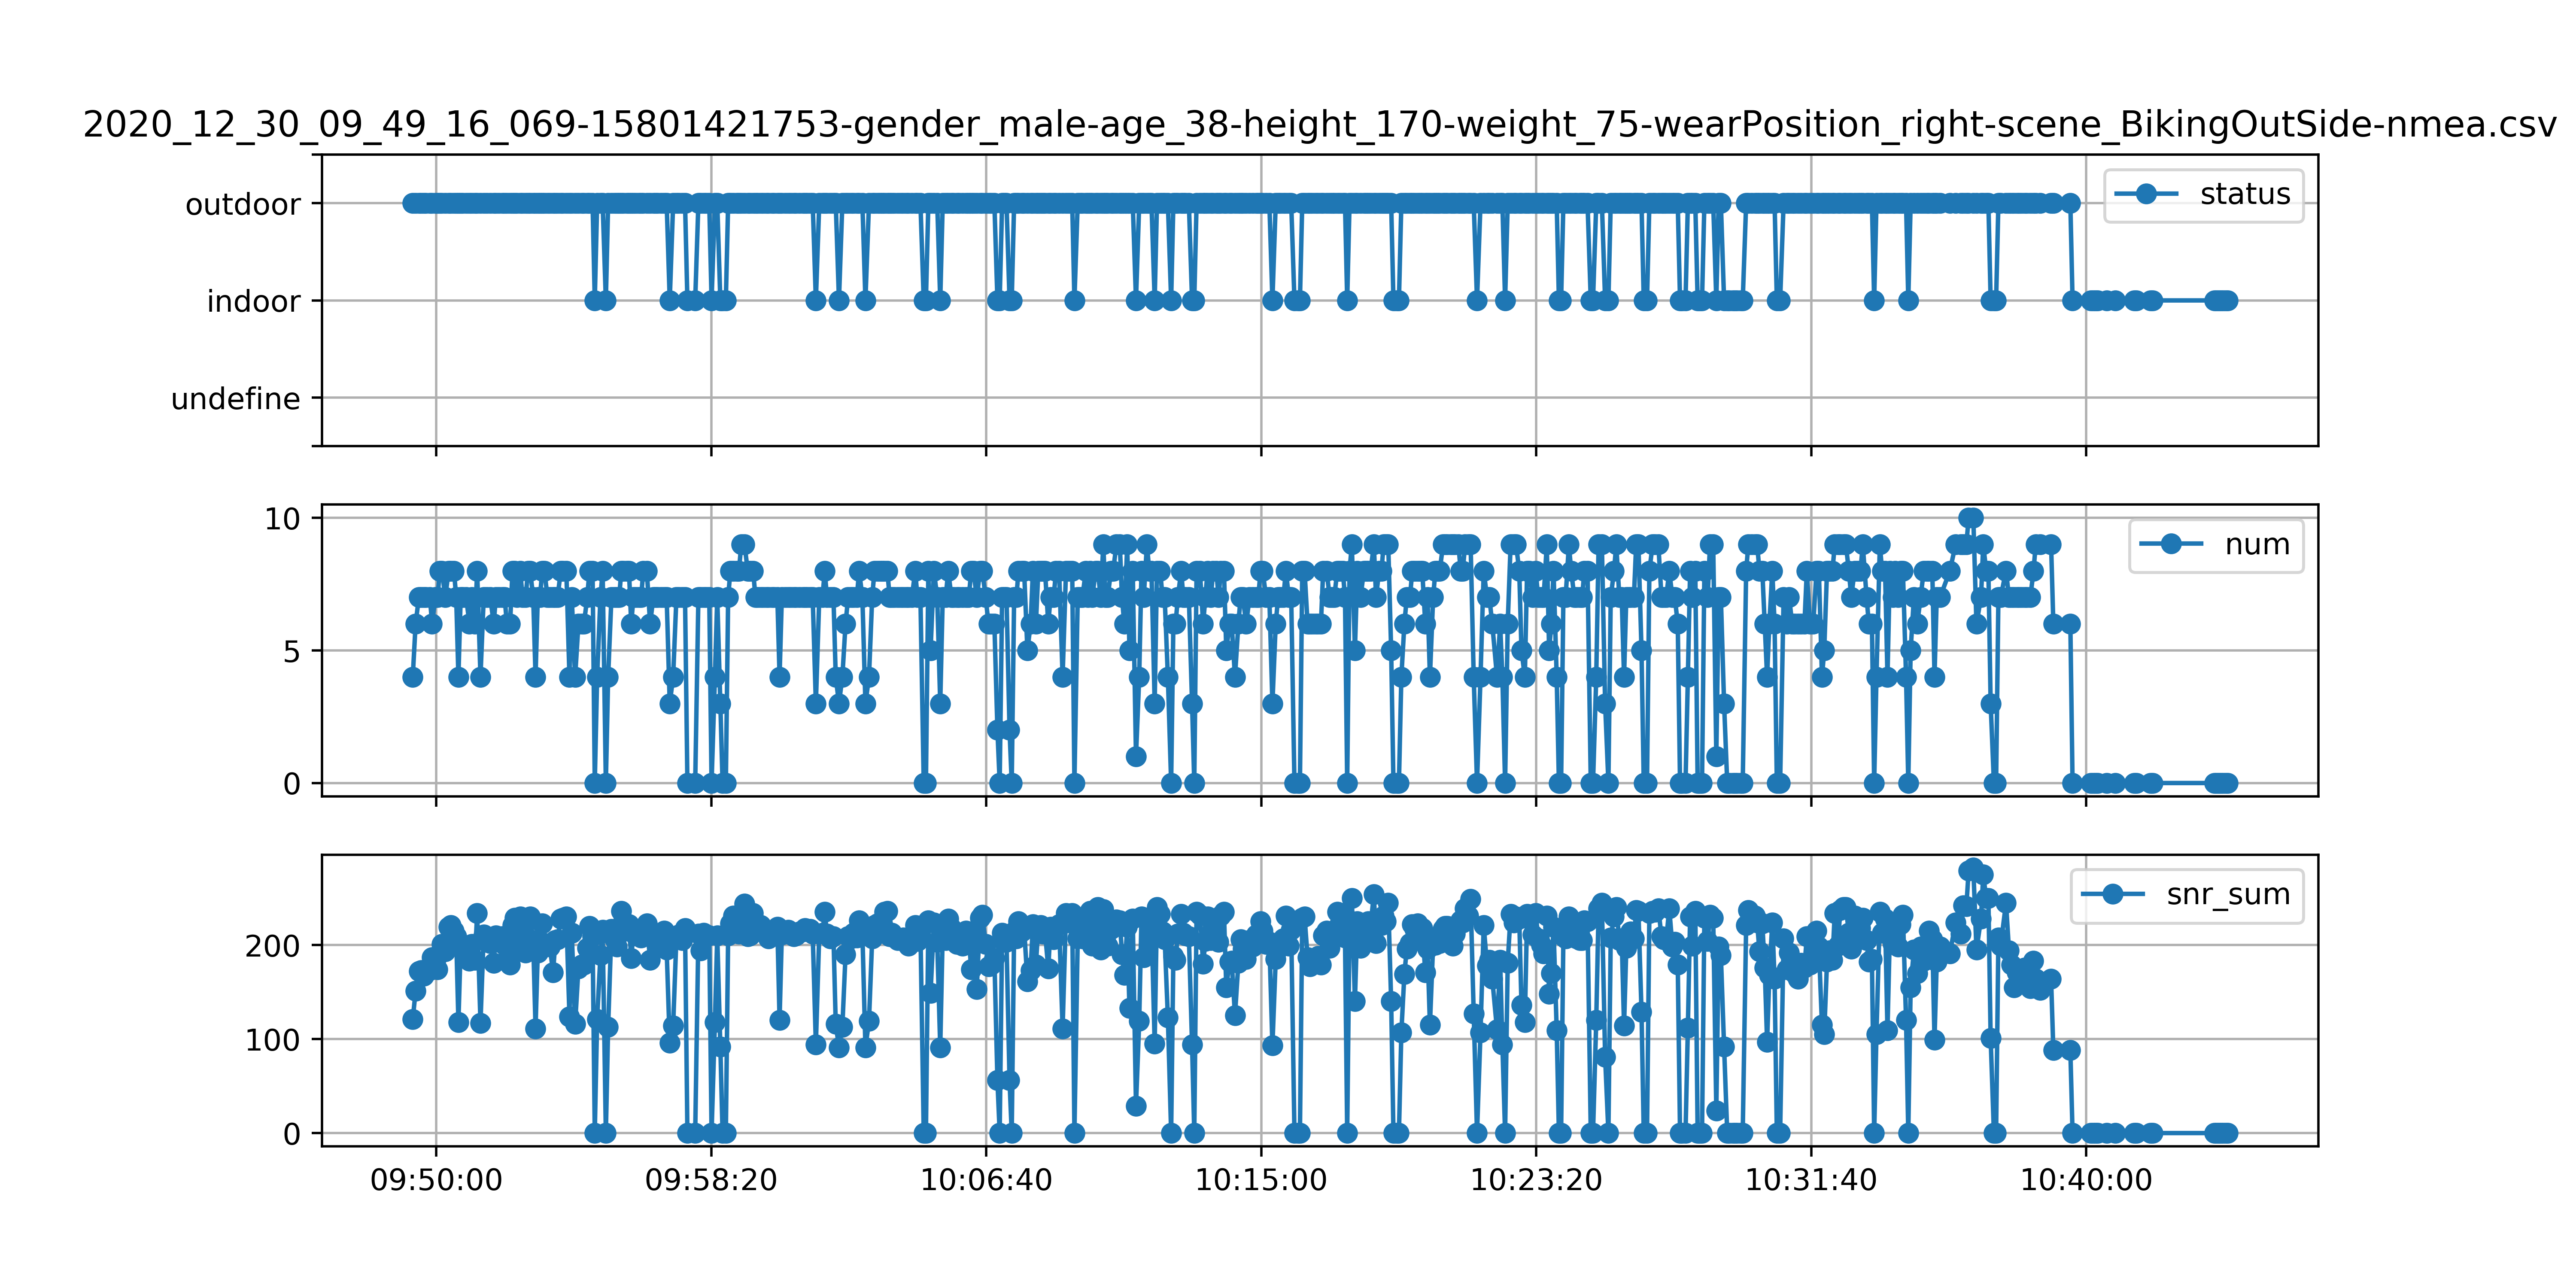 2020_12_30_09_49_16_069-15801421753-gender_male-age_38-height_170-weight_75-wearPosition_right-scene_BikingOutSide-nmea.csv
outdoor
indoor
undefine
status
10
5
0
num
200
100
0
snr_sum
09:50:00 09:58:20 10:06:40 10:15:00 10:23:20 10:31:40 10:40:00